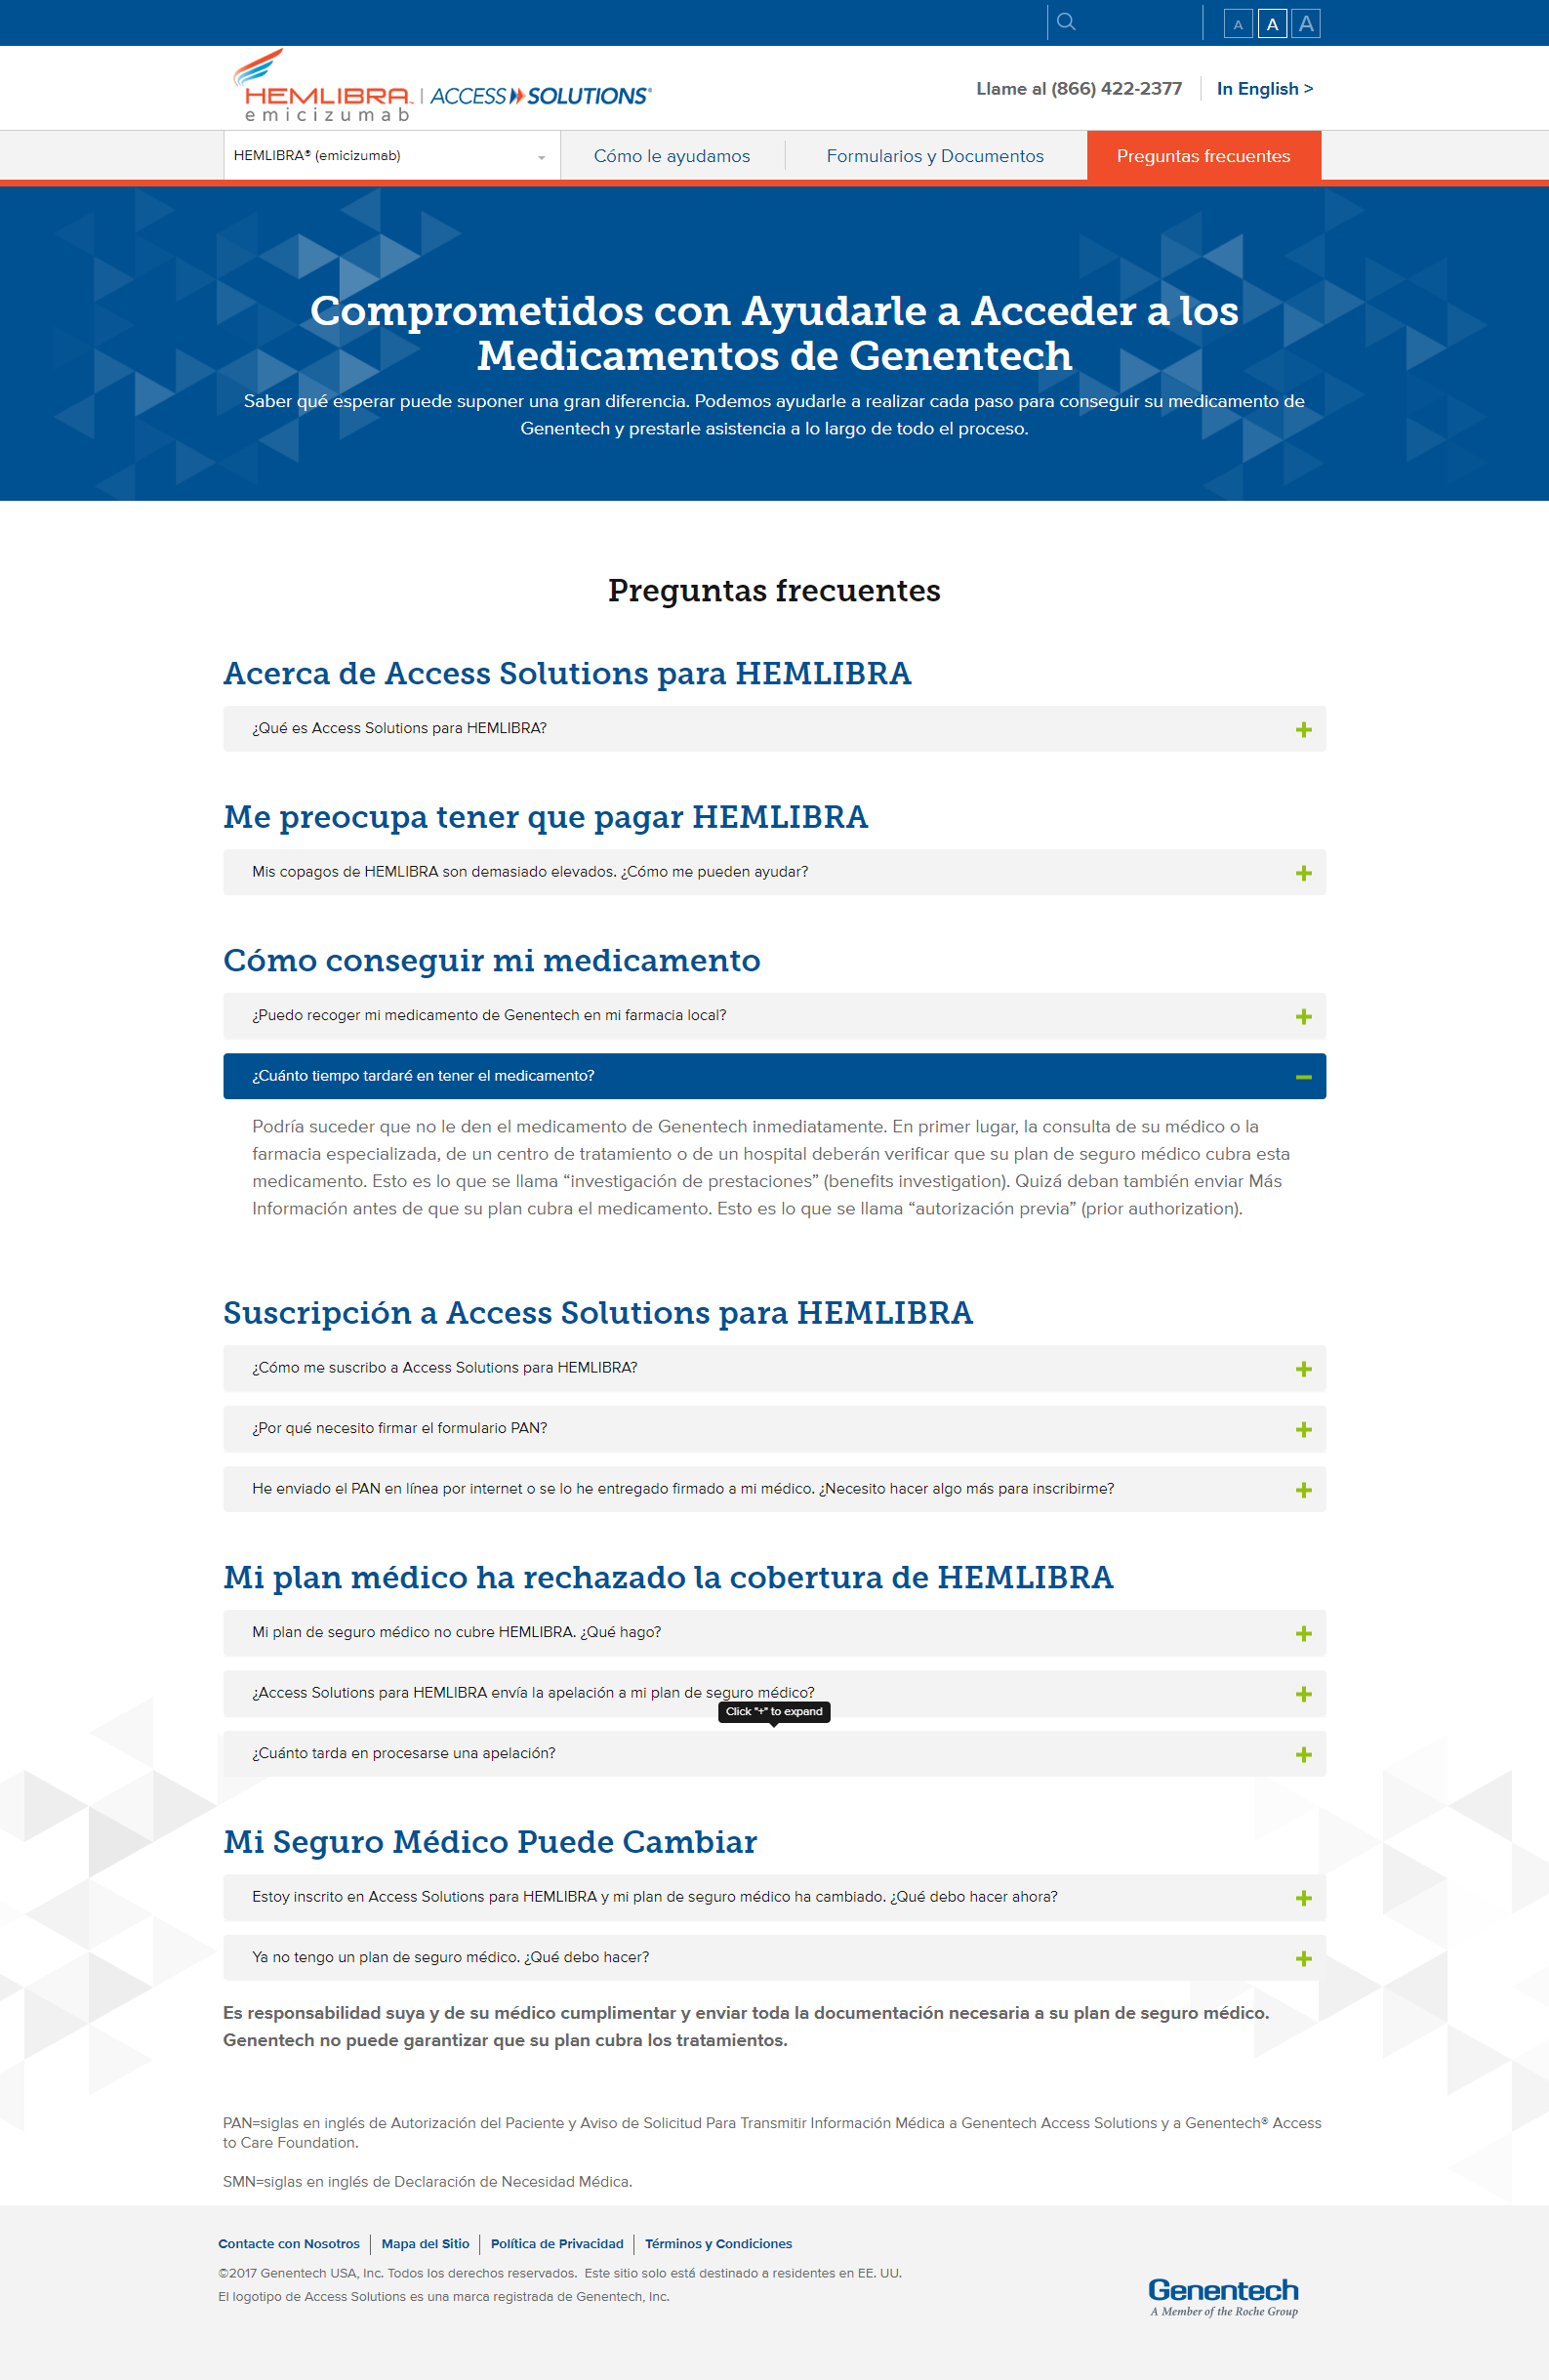 A A A
HEMLIBRA™ | ACCESS SOLUTIONS®
emicizumab
Llame al (866) 422-2377
In English >
HEMLIBRA® (emicizumab)
Cómo le ayudamos
Formularios y Documentos
Preguntas frecuentes
Comprometidos con Ayudarle a Acceder a los
Medicamentos de Genentech
Saber qué esperar puede suponer una gran diferencia. Podemos ayudarle a realizar cada paso para conseguir su medicamento de
Genentech y prestarle asistencia a lo largo de todo el proceso.
Preguntas frecuentes
Acerca de Access Solutions para HEMLIBRA
¿Qué es Access Solutions para HEMLIBRA?
Me preocupa tener que pagar HEMLIBRA
Mis copagos de HEMLIBRA son demasiado elevados. ¿Cómo me pueden ayudar?
Cómo conseguir mi medicamento
¿Puedo recoger mi medicamento de Genentech en mi farmacia local?
¿Cuánto tiempo tardaré en tener el medicamento?
Podría suceder que no le den el medicamento de Genentech inmediatamente. En primer lugar, la consulta de su médico o la
farmacia especializada, de un centro de tratamiento o de un hospital deberán verificar que su plan de seguro médico cubra esta
medicamento. Esto es lo que se llama “investigación de prestaciones” (benefits investigation). Quizá deban también enviar Más
Información antes de que su plan cubra el medicamento. Esto es lo que se llama “autorización previa” (prior authorization).
Suscripción a Access Solutions para HEMLIBRA
¿Cómo me suscribo a Access Solutions para HEMLIBRA?
¿Por qué necesito firmar el formulario PAN?
He enviado el PAN en línea por internet o se lo he entregado firmado a mi médico. ¿Necesito hacer algo más para inscribirme?
Mi plan médico ha rechazado la cobertura de HEMLIBRA
Mi plan de seguro médico no cubre HEMLIBRA. ¿Qué hago?
¿Access Solutions para HEMLIBRA envía la apelación a mi plan de seguro médico?
Click "+" to expand
¿Cuánto tarda en procesarse una apelación?
Mi Seguro Médico Puede Cambiar
Estoy inscrito en Access Solutions para HEMLIBRA y mi plan de seguro médico ha cambiado. ¿Qué debo hacer ahora?
Ya no tengo un plan de seguro médico. ¿Qué debo hacer?
Es responsabilidad suya y de su médico cumplimentar y enviar toda la documentación necesaria a su plan de seguro médico.
Genentech no puede garantizar que su plan cubra los tratamientos.
PAN=siglas en inglés de Autorización del Paciente y Aviso de Solicitud Para Transmitir Información Médica a Genentech Access Solutions y a Genentech® Access
to Care Foundation.
SMN=siglas en inglés de Declaración de Necesidad Médica.
Contacte con Nosotros | Mapa del Sitio | Política de Privacidad | Términos y Condiciones
©2017 Genentech USA, Inc. Todos los derechos reservados. Este sitio solo está destinado a residentes en EE. UU.
El logotipo de Access Solutions es una marca registrada de Genentech, Inc.
Genentech
A Member of the Roche Group